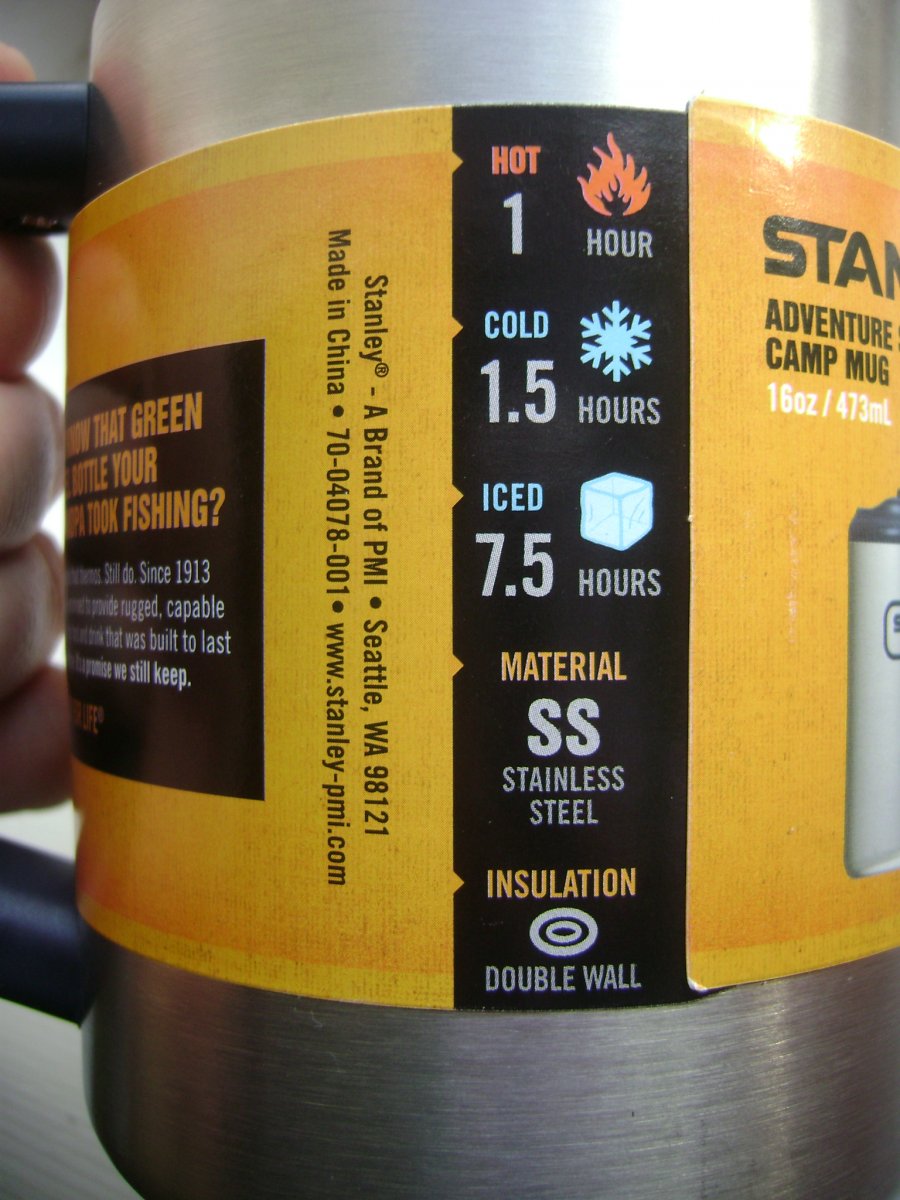 NOW THAT GREEN
BOTTLE YOUR
TOOK FISHING?
thermos. Still do. Since 1913
to provide rugged, capable
and drink that was built to last
a promise we still keep.
LIFE®
Stanley® - A Brand of PMI • Seattle, WA 98121
Made in China • 70-04078-001 • www.stanley-pmi.com
HOT
1
HOUR
COLD
1.5
HOURS
ICED
7.5
HOURS
MATERIAL
SS
STAINLESS
STEEL
INSULATION
DOUBLE WALL
STAN
ADVENTURE
CAMP MUG
16oz / 473mL